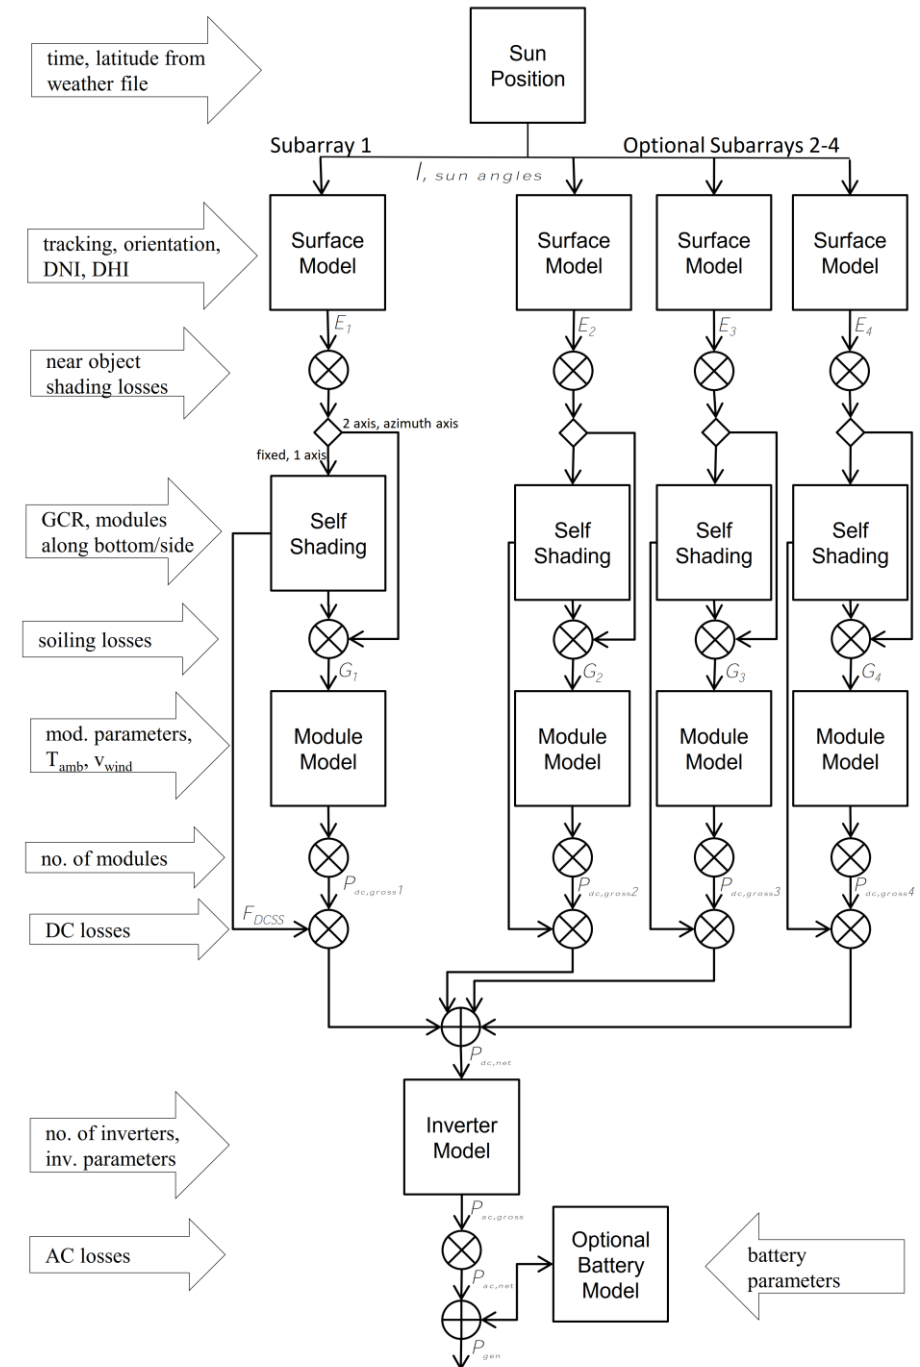 time, latitude from
weather file
Sun
Position
Subarray 1
Optional Subarrays 2-4
I, sun angles
tracking, orientation,
DNI, DHI
Surface
Model
Surface
Model
Surface
Model
Surface
Model
E1
E2
E3
E4
near object
shading losses
2 axis, azimuth axis
fixed, 1 axis
GCR, modules
along bottom/side
Self
Shading
Self
Shading
Self
Shading
Self
Shading
soiling losses
G1
G2
G3
G4
mod. parameters,
Tamb, vwind
Module
Model
Module
Model
Module
Model
Module
Model
no. of modules
Pdc,gross1
Pdc,gross2
Pdc,gross3
Pdc,gross4
DC losses
FDCSS
Pdc,net
no. of inverters,
inv. parameters
Inverter
Model
Pac,gross
AC losses
Optional
Battery
Model
battery
parameters
Pac,net
Pgen